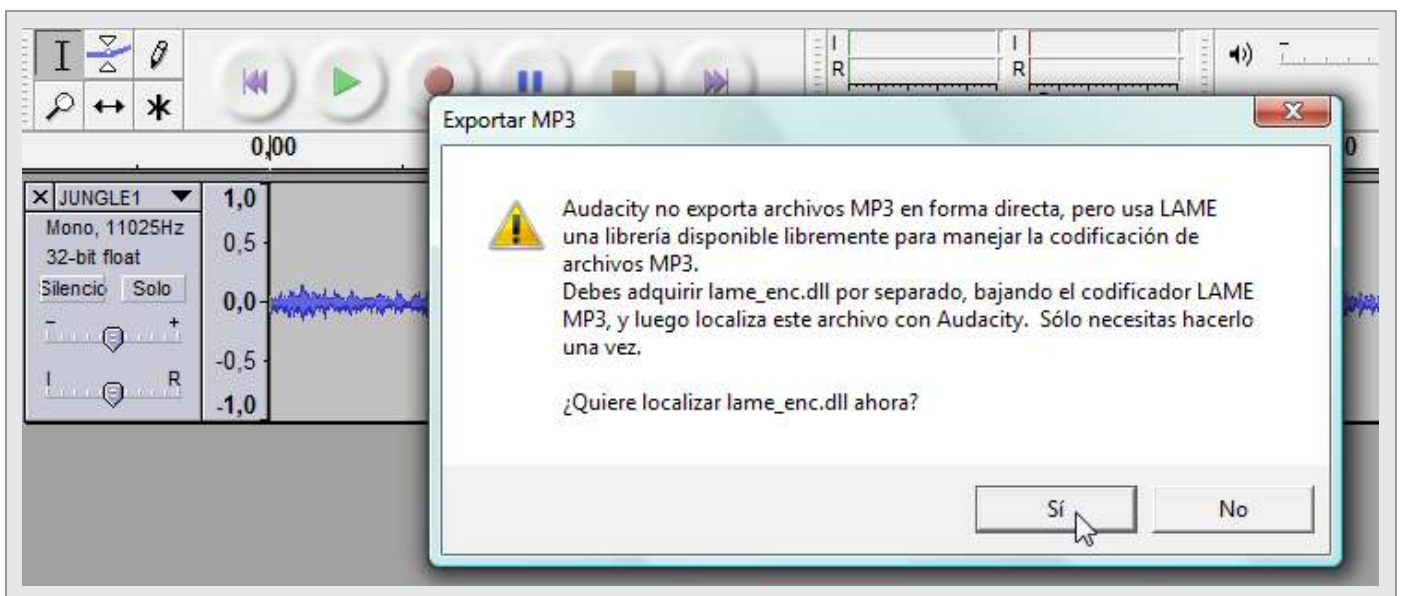 I
R
I
R
0,00
0
Exportar MP3
X JUNGLE1
Mono, 11025Hz
32-bit float
Silencio Solo
- +
I R
1,0
0,5
0,0
-0,5
-1,0
Audacity no exporta archivos MP3 en forma directa, pero usa LAME
una librería disponible libremente para manejar la codificación de
archivos MP3.
Debes adquirir lame_enc.dll por separado, bajando el codificador LAME
MP3, y luego localiza este archivo con Audacity. Sólo necesitas hacerlo
una vez.
¿Quiere localizar lame_enc.dll ahora?
Sí No